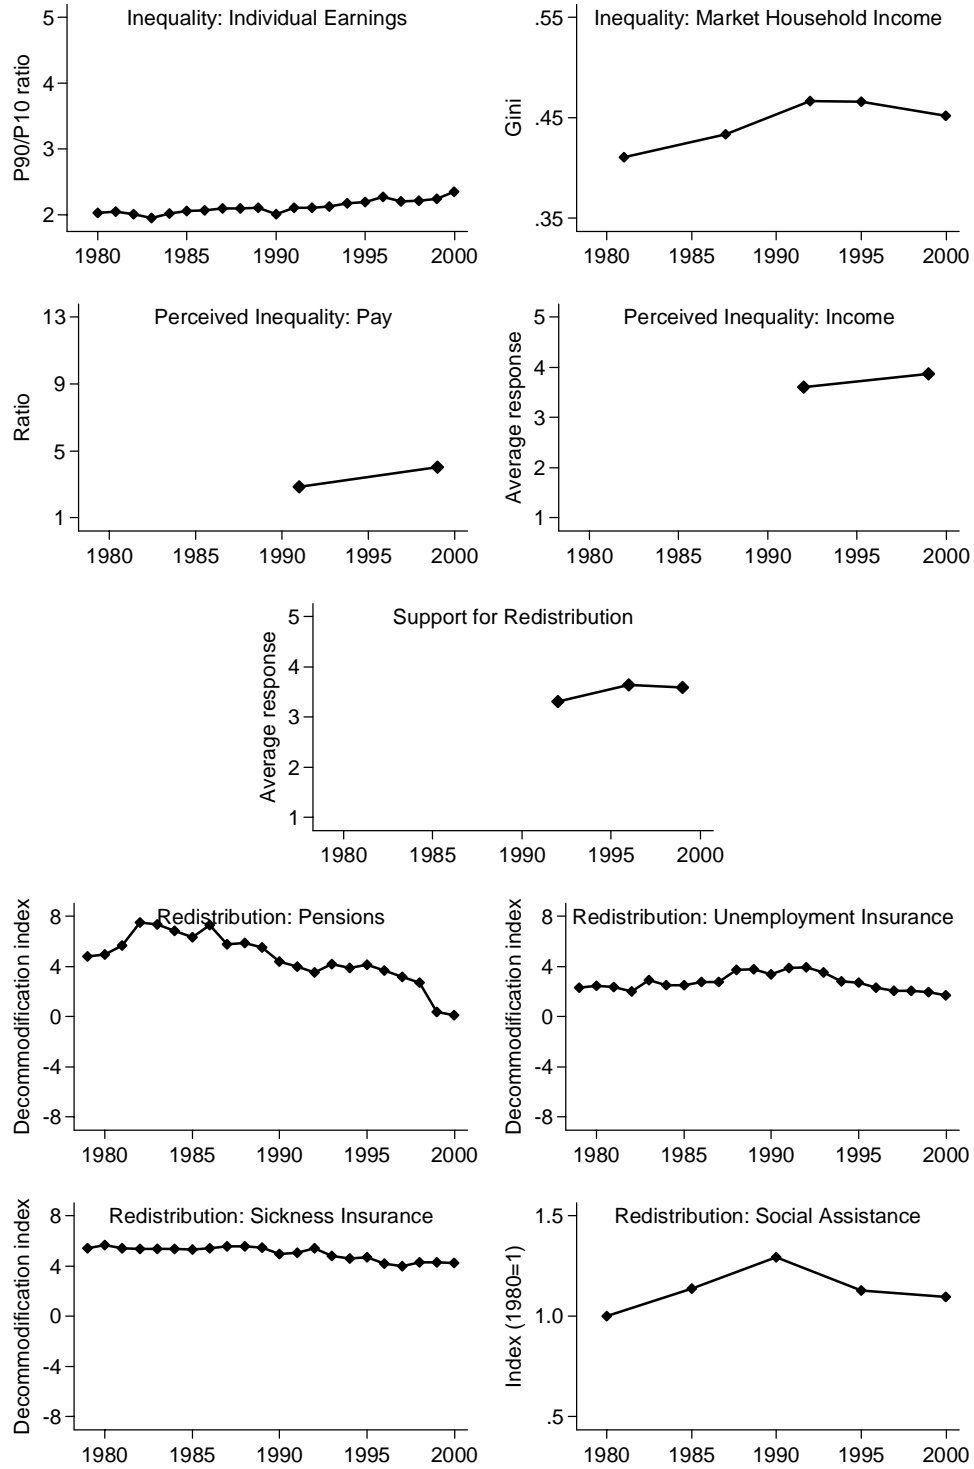 Inequality: Individual Earnings
P90/P10 ratio
5
4
3
2
1980 1985 1990 1995 2000
Inequality: Market Household Income
Gini
.55
.45
.35
1980 1985 1990 1995 2000
Perceived Inequality: Pay
Ratio
13
9
5
1
1980 1985 1990 1995 2000
Perceived Inequality: Income
Average response
5
4
3
2
1
1980 1985 1990 1995 2000
Support for Redistribution
Average response
5
4
3
2
1
1980 1985 1990 1995 2000
Redistribution: Pensions
Decommodification index
8
4
0
-4
-8
1980 1985 1990 1995 2000
Redistribution: Unemployment Insurance
Decommodification index
8
4
0
-4
-8
1980 1985 1990 1995 2000
Redistribution: Sickness Insurance
Decommodification index
8
4
0
-4
-8
1980 1985 1990 1995 2000
Redistribution: Social Assistance
Index (1980=1)
1.5
1.0
.5
1980 1985 1990 1995 2000